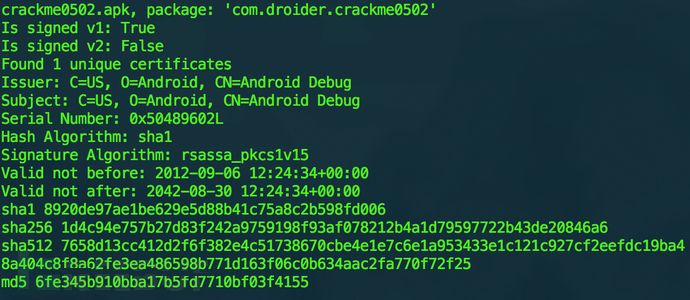 crackme0502.apk, package: 'com.droider.crackme0502'
Is signed v1: True
Is signed v2: False
Found 1 unique certificates
Issuer: C=US, O=Android, CN=Android Debug
Subject: C=US, O=Android, CN=Android Debug
Serial Number: 0x50489602L
Hash Algorithm: sha1
Signature Algorithm: rsassa_pkcs1v15
Valid not before: 2012-09-06 12:24:34+00:00
Valid not after: 2042-08-30 12:24:34+00:00
sha1 8920de97ae1be629e5d88b41c75a8c2b598fd006
sha256 1d4c94e757b27d83f242a9759198f93af078212b4a1d79597722b43de20846a6
sha512 7658d13cc412d2f6f382e4c51738670cbe4e1e7c6e1a953433e1c121c927cf2eefdc19ba4
8a404c8f8a62fe3ea486598b771d163f06c0b634aac2fa770f72f25
md5 6fe345b910bba17b5fd7710bf03f4155